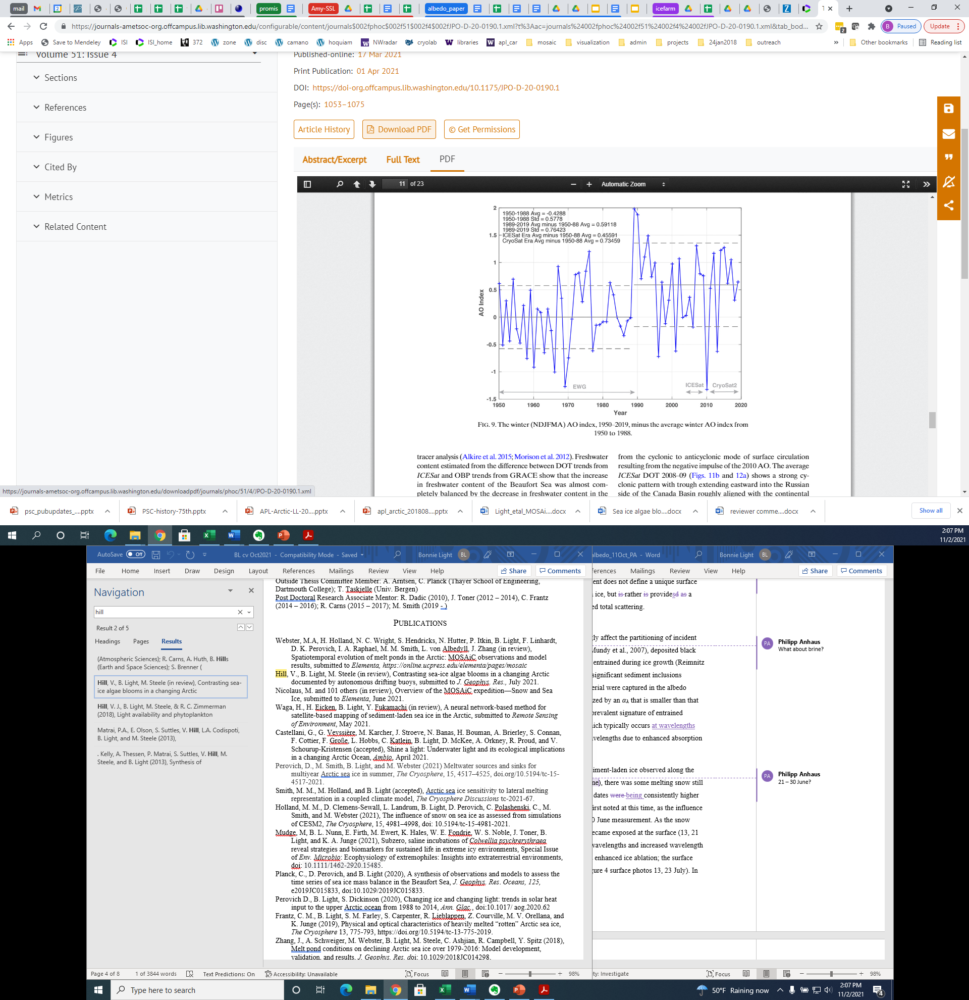 mail
promis
Amy-SSL
albedo_paper
icefarm
https://journals-ametsoc-org.offcampus.lib.washington.edu/configurable/content/journals$002fphoc$002f51$002f4$002fJPO-D-20-0190.1.xml?t%3Aac=journals%24002fphoc%24002f51%24002f4%24002fJPO-D-20-0190.1.xml&tab_bod...
2
B Paused
Update
Apps
Save to Mendeley
ISI
ISI_home
372
zone
disc
camano
hoquiam
NWradar
cryolab
libraries
apl_car
mosaic
visualization
admin
projects
24jan2018
outreach
»
Other bookmarks
Reading list
Volume 51: Issue 4
Sections
References
Figures
Cited By
Metrics
Related Content
Published-online: 17 Mar 2021
Print Publication: 01 Apr 2021
DOI: https://doi-org.offcampus.lib.washington.edu/10.1175/JPO-D-20-0190.1
Page(s): 1053–1075
Article History
Download PDF
© Get Permissions
Abstract/Excerpt
Full Text
PDF
11 of 23
Automatic Zoom
2
1.5
1
0.5
0
-0.5
-1
-1.5
AO Index
1950-1988 Avg = -0.4288
1950-1988 Std = 0.5778
1989-2019 Avg minus 1950-88 Avg = 0.59118
1989-2019 Std = 0.76423
ICESat Era Avg minus 1950-88 Avg = 0.45591
CryoSat Era Avg minus 1950-88 Avg = 0.73459
EWG
ICESat
CryoSat2
1950 1960 1970 1980 1990 2000 2010 2020
Year
FIG. 9. The winter (NDJFMA) AO index, 1950–2019, minus the average winter AO index from
1950 to 1988.
tracer analysis (Alkire et al. 2015; Morison et al. 2012). Freshwater
content estimated from the difference between DOT trends from
ICESat and OBP trends from GRACE show that the increase
in freshwater content of the Beaufort Sea was almost com-
pletely balanced by the decrease in freshwater content in the
from the cyclonic to anticyclonic mode of surface circulation
resulting from the negative impulse of the 2010 AO. The average
ICESat DOT 2008–09 (Figs. 11b and 12a) shows a strong cy-
clonic pattern with trough extending eastward into the Russian
side of the Canada Basin roughly aligned with the continental
https://journals-ametsoc-org.offcampus.lib.washington.edu/downloadpdf/journals/phoc/51/4/JPO-D-20-0190.1.xml
psc_pubupdates_....pptx
PSC-history-75th.pptx
APL-Arctic-LL-20....pptx
apl_arctic_201808....pptx
Light_etal_MOSAi....docx
Sea ice algae blo....docx
reviewer comme....docx
Show all
2:07 PM
11/2/2021
AutoSave Off
BL cv Oct2021 - Compatibility Mode - Saved
Bonnie Light BL
File Home Insert Draw Design Layout References Mailings Review View Help
Share
Comments
Navigation
hill
Result 2 of 5
Headings
Pages
Results
(Atmospheric Sciences); R. Carns, A. Huth, B. Hills
(Earth and Space Sciences); S. Brenner (
Hill, V., B. Light, M. Steele (in review), Contrasting sea-
ice algae blooms in a changing Arctic
Hill, V. J., B. Light, M. Steele, & R. C. Zimmerman
(2018), Light availability and phytoplankton
Matrai, P.A., E. Olson, S. Suttles, V. Hill, L.A. Codispoti,
B. Light, and M. Steele (2013),
. Kelly, A. Thessen, P. Matrai, S. Suttles, V. Hill, M.
Steele, and B. Light (2013), Synthesis of
Outside Thesis Committee Member: A. Arntsen, C. Planck (Thayer School of Engineering,
Dartmouth College); T. Taskjelle (Univ. Bergen)
Post Doctoral Research Associate Mentor: R. Dadic (2010), J. Toner (2012 – 2014), C. Frantz
(2014 – 2016); R. Carns (2015 – 2017); M. Smith (2019 - )
PUBLICATIONS
Webster, M.A, H. Holland, N. C. Wright, S. Hendricks, N. Hutter, P. Itkin, B. Light, F. Linhardt,
D. K. Perovich, I. A. Raphael, M. M. Smith, L. von Albedyll, J. Zhang (in review),
Spatiotemporal evolution of melt ponds in the Arctic: MOSAiC observations and model
results, submitted to Elementa, https://online.ucpress.edu/elementa/pages/mosaic
Hill, V., B. Light, M. Steele (in review), Contrasting sea-ice algae blooms in a changing Arctic
documented by autonomous drifting buoys, submitted to J. Geophys. Res., July 2021.
Nicolaus, M. and 101 others (in review), Overview of the MOSAiC expedition—Snow and Sea
Ice, submitted to Elementa, June 2021.
Waga, H., H. Eicken, B. Light, Y. Fukamachi (in review), A neural network-based method for
satellite-based mapping of sediment-laden sea ice in the Arctic, submitted to Remote Sensing
of Environment, May 2021.
Castellani, G., G. Veyssière, M. Karcher, J. Stroeve, N. Banas, H. Bouman, A. Brierley, S. Connan,
F. Cottier, F. Große, L. Hobbs, C. Katlein, B. Light, D. McKee, A. Orkney, R. Proud, and V.
Schourup-Kristensen (accepted), Shine a light: Underwater light and its ecological implications
in a changing Arctic Ocean, Ambio, April 2021.
Perovich, D., M. Smith, B. Light, and M. Webster (2021) Meltwater sources and sinks for
multiyear Arctic sea ice in summer, The Cryosphere, 15, 4517–4525, doi.org/10.5194/tc-15-
4517-2021.
Smith, M. M., M. Holland, and B. Light (accepted), Arctic sea ice sensitivity to lateral melting
representation in a coupled climate model, The Cryosphere Discussions tc-2021-67.
Holland, M. M., D. Clemens-Sewall, L. Landrum, B. Light, D. Perovich, C. Polashenski, C., M.
Smith, and M. Webster (2021), The influence of snow on sea ice as assessed from simulations
of CESM2, The Cryosphere, 15, 4981–4998, doi: 10.5194/tc-15-4981-2021.
Mudge, M, B. L. Nunn, E. Firth, M. Ewert, K. Hales, W. E. Fondrie, W. S. Noble, J. Toner, B.
Light, and K. A. Junge (2021), Subzero, saline incubations of Colwellia psychrerythraea
reveal strategies and biomarkers for sustained life in extreme icy environments, Special Issue
of Env. Microbio: Ecophysiology of extremophiles: Insights into extraterrestrial environments,
doi: 10.1111/1462-2920.15485.
Planck, C., D. Perovich, and B. Light (2020), A synthesis of observations and models to assess the
time series of sea ice mass balance in the Beaufort Sea, J. Geophys. Res. Oceans, 125,
e2019JC015833, doi:10.1029/2019JC015833.
Perovich D., B. Light, S. Dickinson (2020), Changing ice and changing light: trends in solar heat
input to the upper Arctic ocean from 1988 to 2014, Ann. Glac., doi:10.1017/ aog.2020.62
Frantz, C. M., B. Light, S. M. Farley, S. Carpenter, R. Lieblappen, Z. Courville, M. V. Orellana, and
K. Junge (2019), Physical and optical characteristics of heavily melted “rotten” Arctic sea ice,
The Cryosphere 13, 775-793, https://doi.org/10.5194/tc-13-775-2019.
Zhang, J., A. Schweiger, M. Webster, B. Light, M. Steele, C. Ashjian, R. Campbell, Y. Spitz (2018),
Melt pond conditions on declining Arctic sea ice over 1979-2016: Model development,
validation, and results, J. Geophys. Res. doi: 10.1029/2018JC014298.
Page 4 of 8
1 of 3844 words
Text Predictions: On
Accessibility: Unavailable
Focus
98%
albedo_11Oct_PA - Word
Bonnie Light BL
ferences Mailings Review View Help
Share
Comments
ent does not define a unique surface
ice, but is rather is providesd as a
ed total scattering.
ly affect the partitioning of incident
Mundy et al., 2007), deposited black
entrained during ice growth (Reimnitz
significant sediment inclusions
erial were captured in the albedo
zed by an αλ that is smaller than that
prevalent signature of entrained
ich typically occurs at wavelengths
velengths due to enhanced absorption
iment-laden ice observed along the
ne), there was some melting snow still
dates were being consistently higher
irst noted at this time, as the influence
0 June measurement. As the snow
ecame exposed at the surface (13, 21
wavelengths and increased wavelength
enhanced ice ablation; the surface
gure 4 surface photos 13, 23 July). In
PA Philipp Anhaus
What about brine?
PA Philipp Anhaus
21 – 30 June?
ty: Investigate
Focus
98%
Type here to search
50°F Raining now
2:07 PM
11/2/2021
4